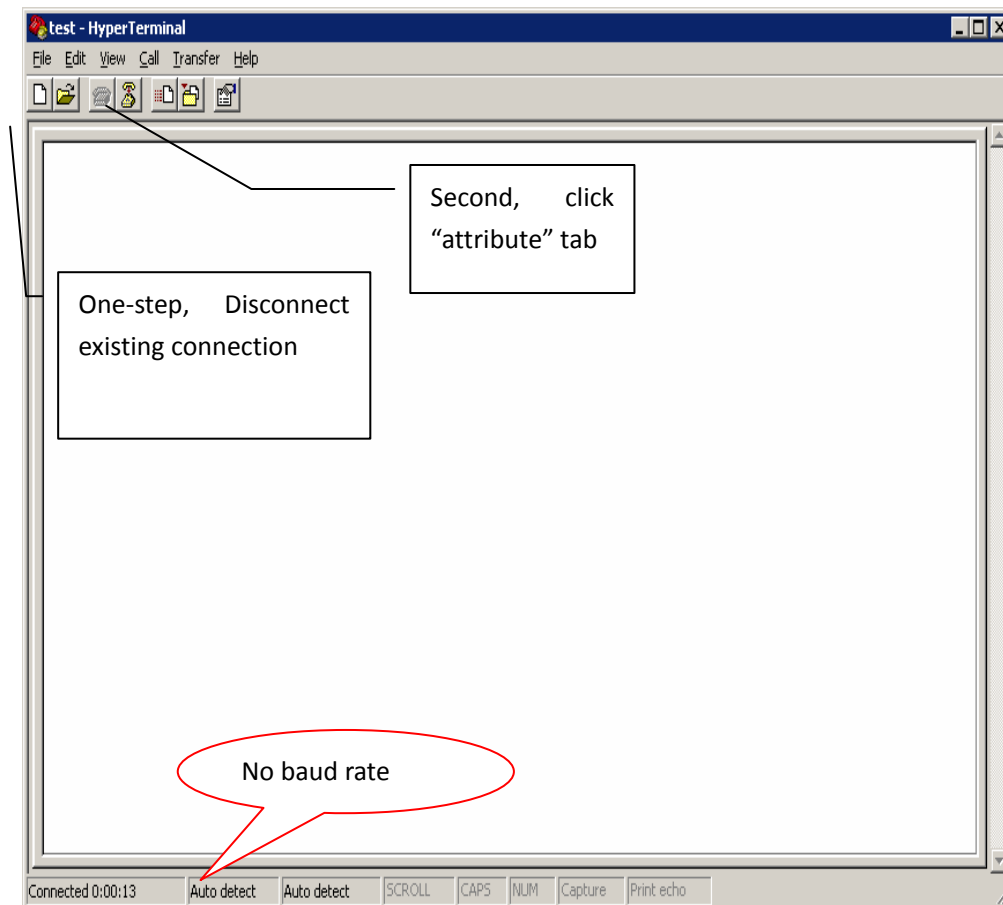 test - HyperTerminal
File Edit View Call Transfer Help
Second, click
“attribute” tab
One-step, Disconnect
existing connection
No baud rate
Connected 0:00:13 Auto detect Auto detect SCROLL CAPS NUM Capture Print echo